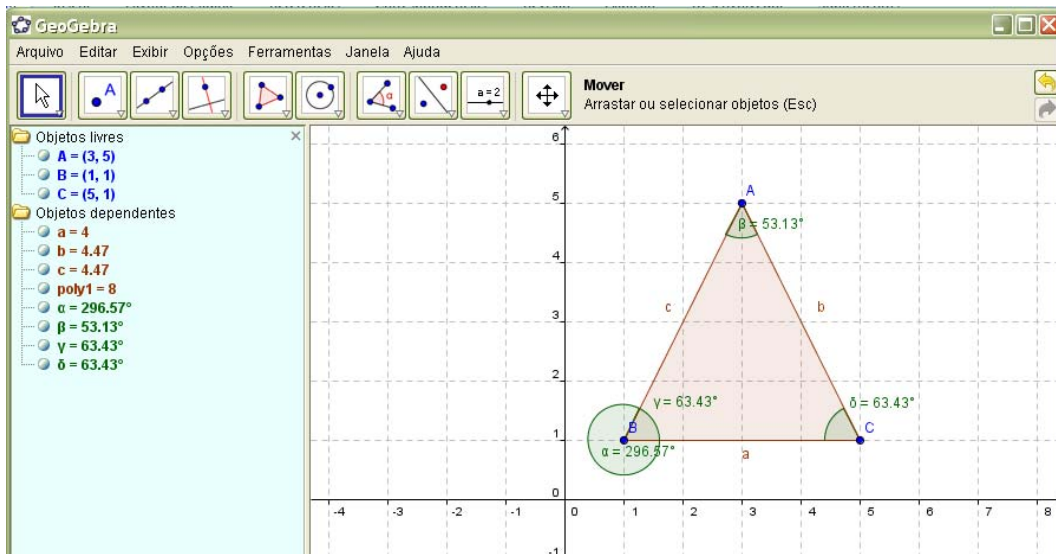 GeoGebra
Arquivo Editar Exibir Opções Ferramentas Janela Ajuda
A
α
a = 2
Mover
Arrastar ou selecionar objetos (Esc)
Objetos livres
A = (3, 5)
B = (1, 1)
C = (5, 1)
Objetos dependentes
a = 4
b = 4.47
c = 4.47
poly1 = 8
α = 296.57°
β = 53.13°
γ = 63.43°
δ = 63.43°
6
5
4
3
2
1
0
-1
A
β = 53.13°
c
b
γ = 63.43°
δ = 63.43°
B
C
α = 296.57°
a
-4 -3 -2 -1 0 1 2 3 4 5 6 7 8